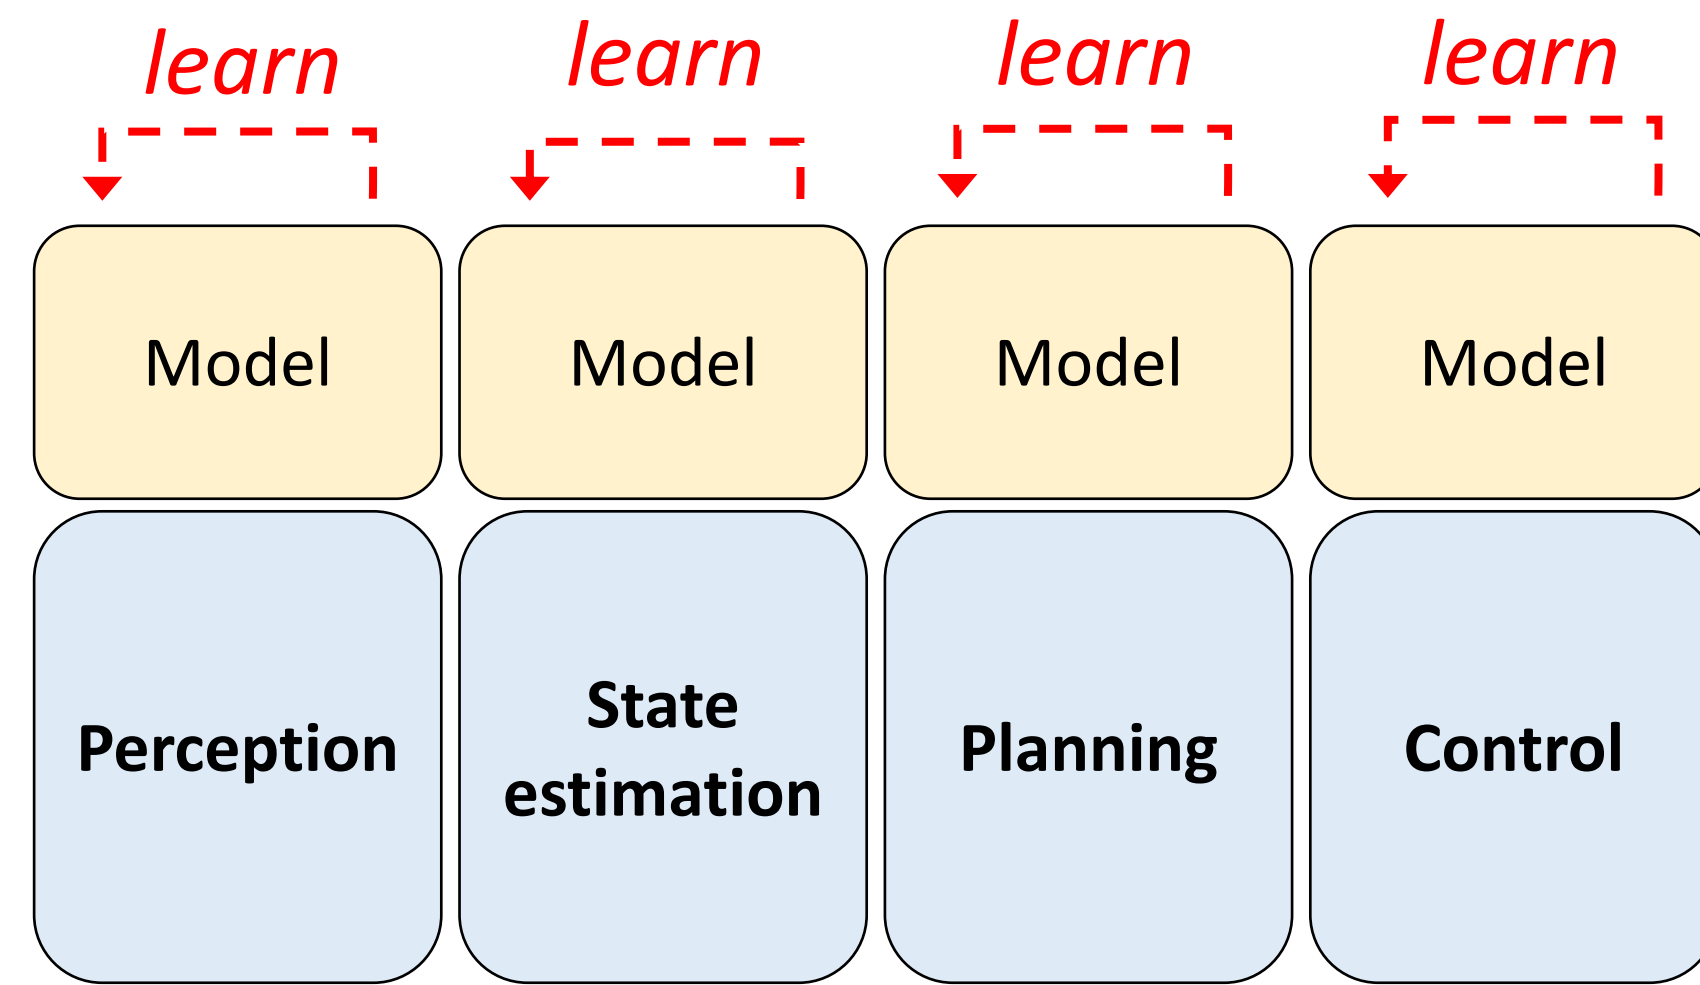 learn
learn
learn
learn
Model
Model
Model
Model
Perception
State
estimation
Planning
Control